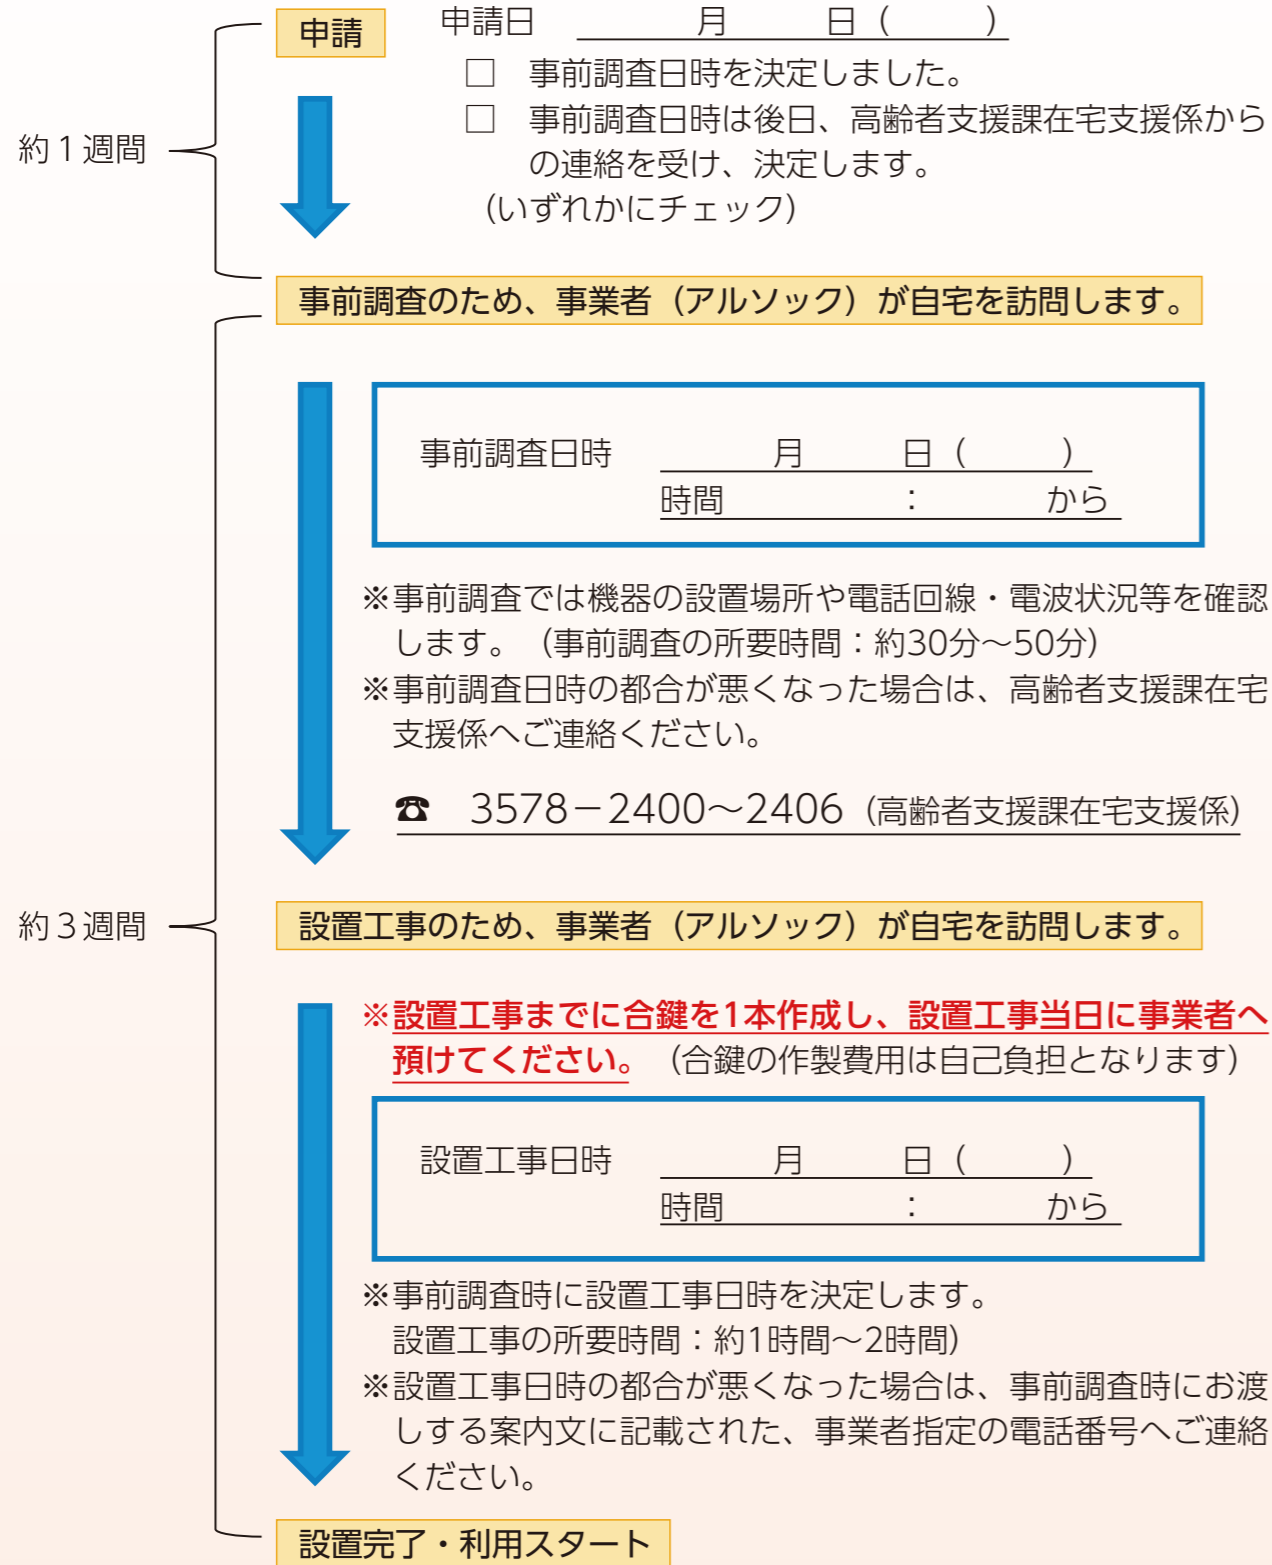 申請
申請日　　　　月　　　日（　　　）
□　事前調査日時を決定しました。
□　事前調査日時は後日、高齢者支援課在宅支援係から
の連絡を受け、決定します。
（いずれかにチェック）
約１週間
事前調査のため、事業者（アルソック）が自宅を訪問します。
事前調査日時　　　　月　　　日（　　　）
時間　　　　　：　　　　から
※事前調査では機器の設置場所や電話回線・電波状況等を確認
します。（事前調査の所要時間：約30分～50分）
※事前調査日時の都合が悪くなった場合は、高齢者支援課在宅
支援係へご連絡ください。
☎　3578－2400～2406（高齢者支援課在宅支援係）
約３週間
設置工事のため、事業者（アルソック）が自宅を訪問します。
※設置工事までに合鍵を1本作成し、設置工事当日に事業者へ
預けてください。（合鍵の作製費用は自己負担となります）
設置工事日時　　　　月　　　日（　　　）
時間　　　　　：　　　　から
※事前調査時に設置工事日時を決定します。
設置工事の所要時間：約1時間～2時間）
※設置工事日時の都合が悪くなった場合は、事前調査時にお渡
しする案内文に記載された、事業者指定の電話番号へご連絡
ください。
設置完了・利用スタート